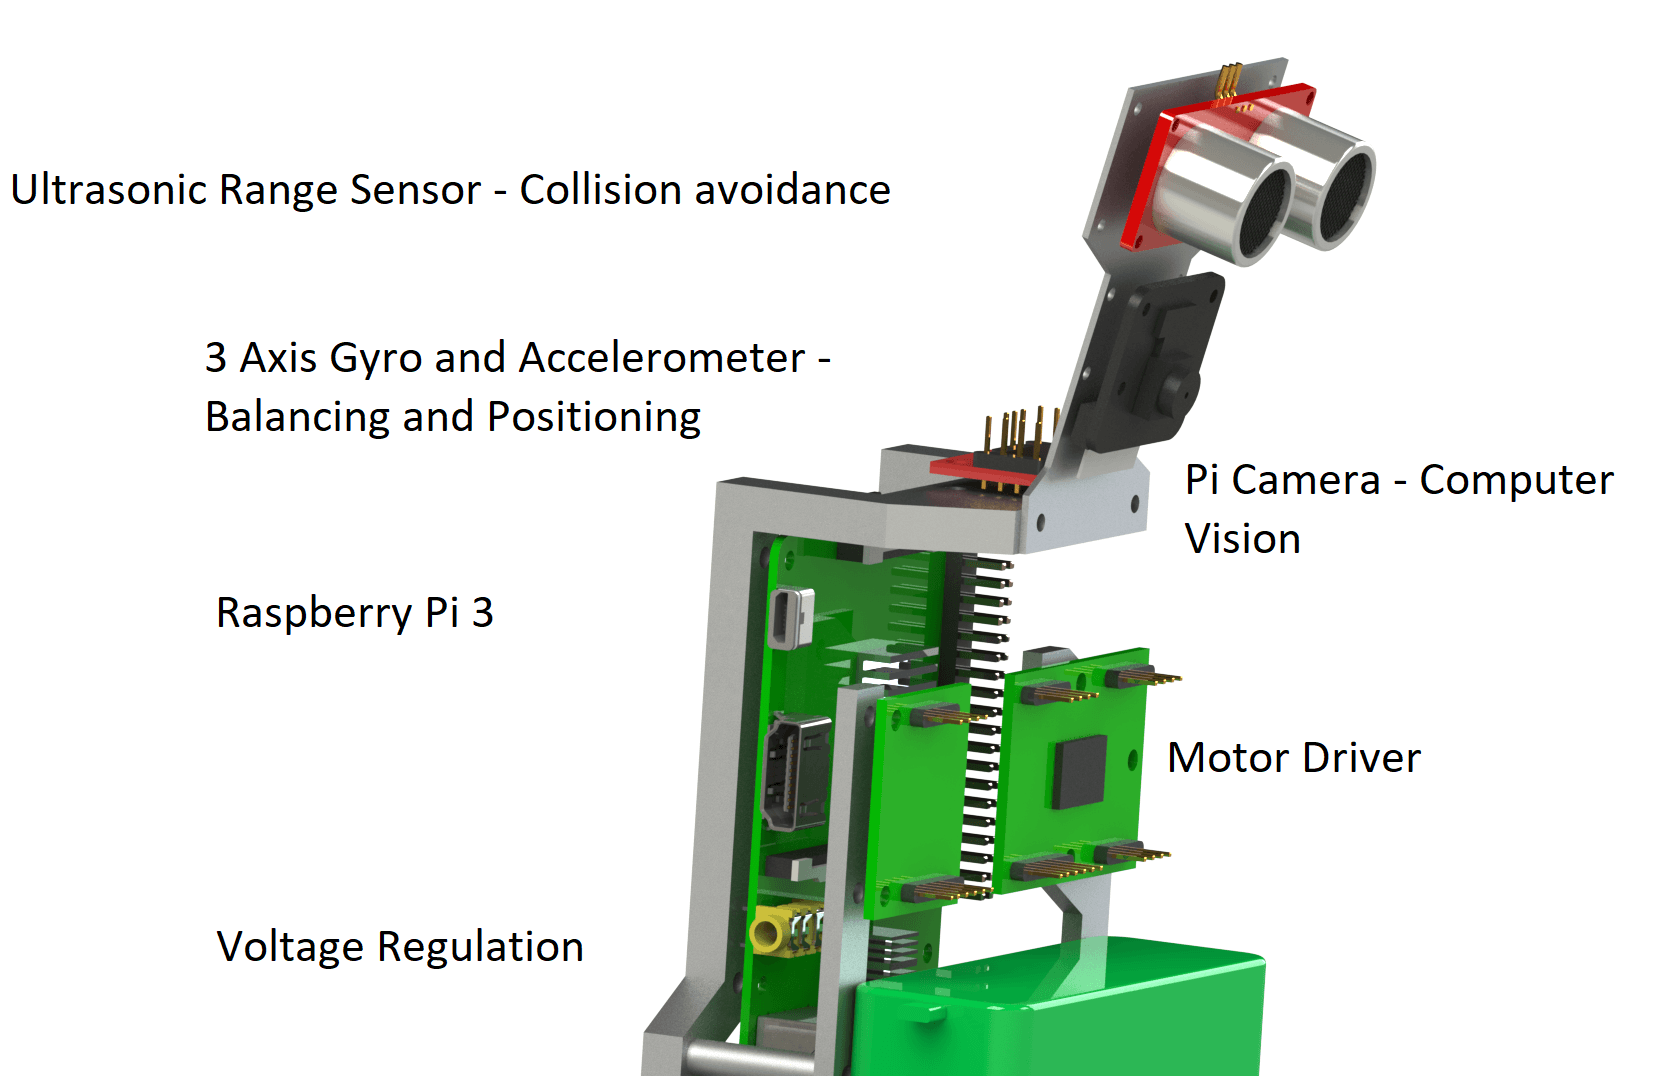 Ultrasonic Range Sensor - Collision avoidance
3 Axis Gyro and Accelerometer -
Balancing and Positioning
Pi Camera - Computer
Vision
Raspberry Pi 3
Motor Driver
Voltage Regulation